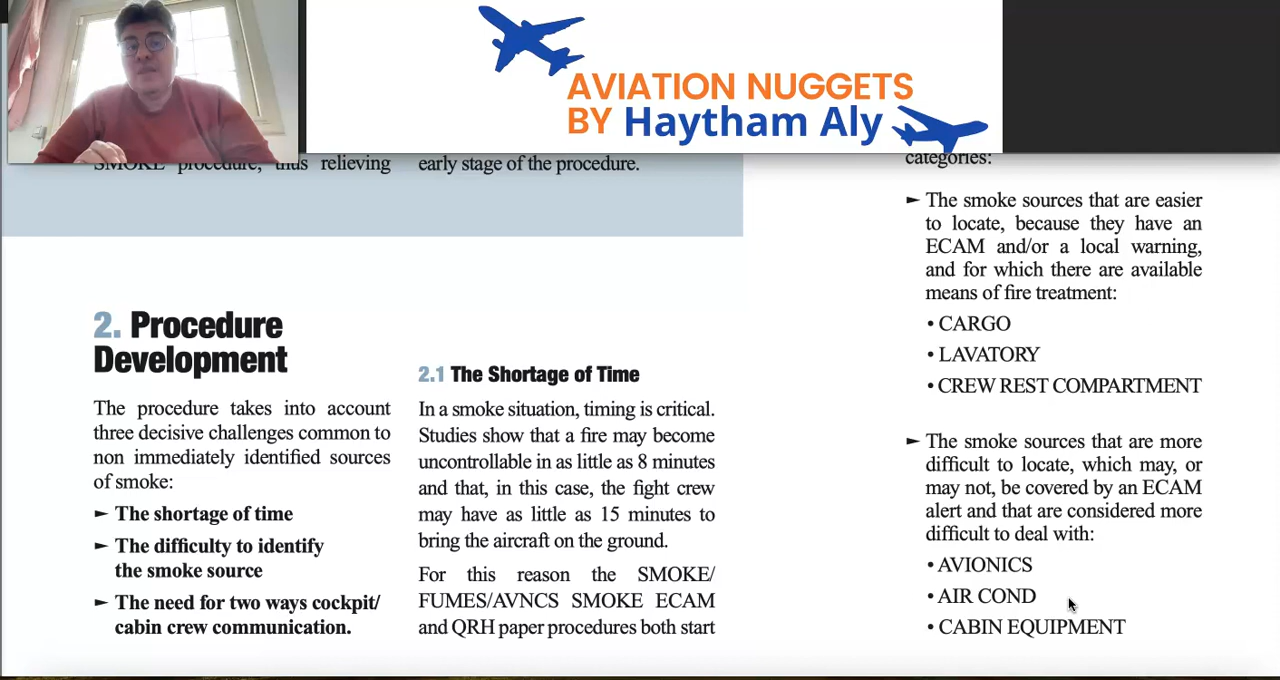 AVIATION NUGGETS
BY Haytham Aly
SMOKE procedure, thus relieving
early stage of the procedure.
2. Procedure
Development
The procedure takes into account
three decisive challenges common to
non immediately identified sources
of smoke:
► The shortage of time
► The difficulty to identify
the smoke source
► The need for two ways cockpit/
cabin crew communication.
2.1 The Shortage of Time
In a smoke situation, timing is critical.
Studies show that a fire may become
uncontrollable in as little as 8 minutes
and that, in this case, the fight crew
may have as little as 15 minutes to
bring the aircraft on the ground.
For this reason the SMOKE/
FUMES/AVNCS SMOKE ECAM
and QRH paper procedures both start
categories:
► The smoke sources that are easier
to locate, because they have an
ECAM and/or a local warning,
and for which there are available
means of fire treatment:
• CARGO
• LAVATORY
• CREW REST COMPARTMENT
► The smoke sources that are more
difficult to locate, which may, or
may not, be covered by an ECAM
alert and that are considered more
difficult to deal with:
• AVIONICS
• AIR COND
• CABIN EQUIPMENT